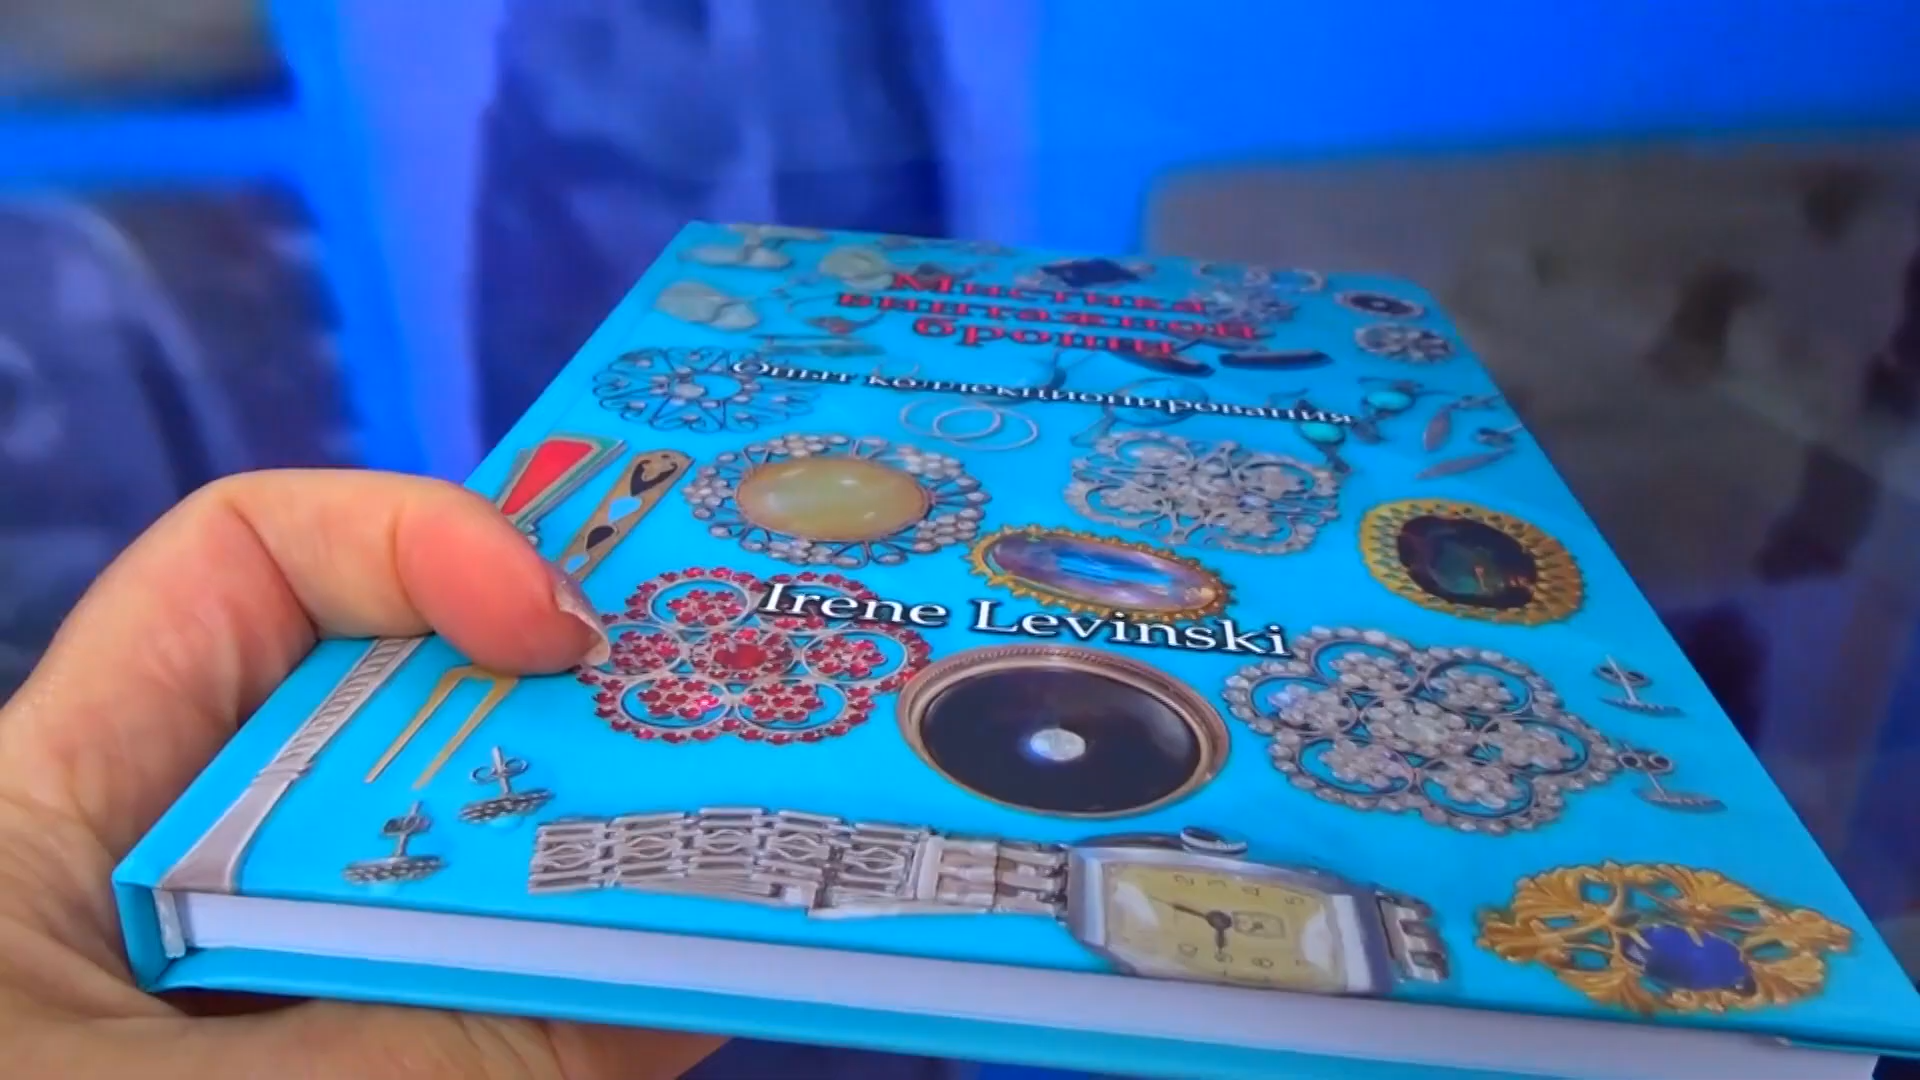 Мистика
винтажной
броши
Опыт коллекционирования
Irene Levinski